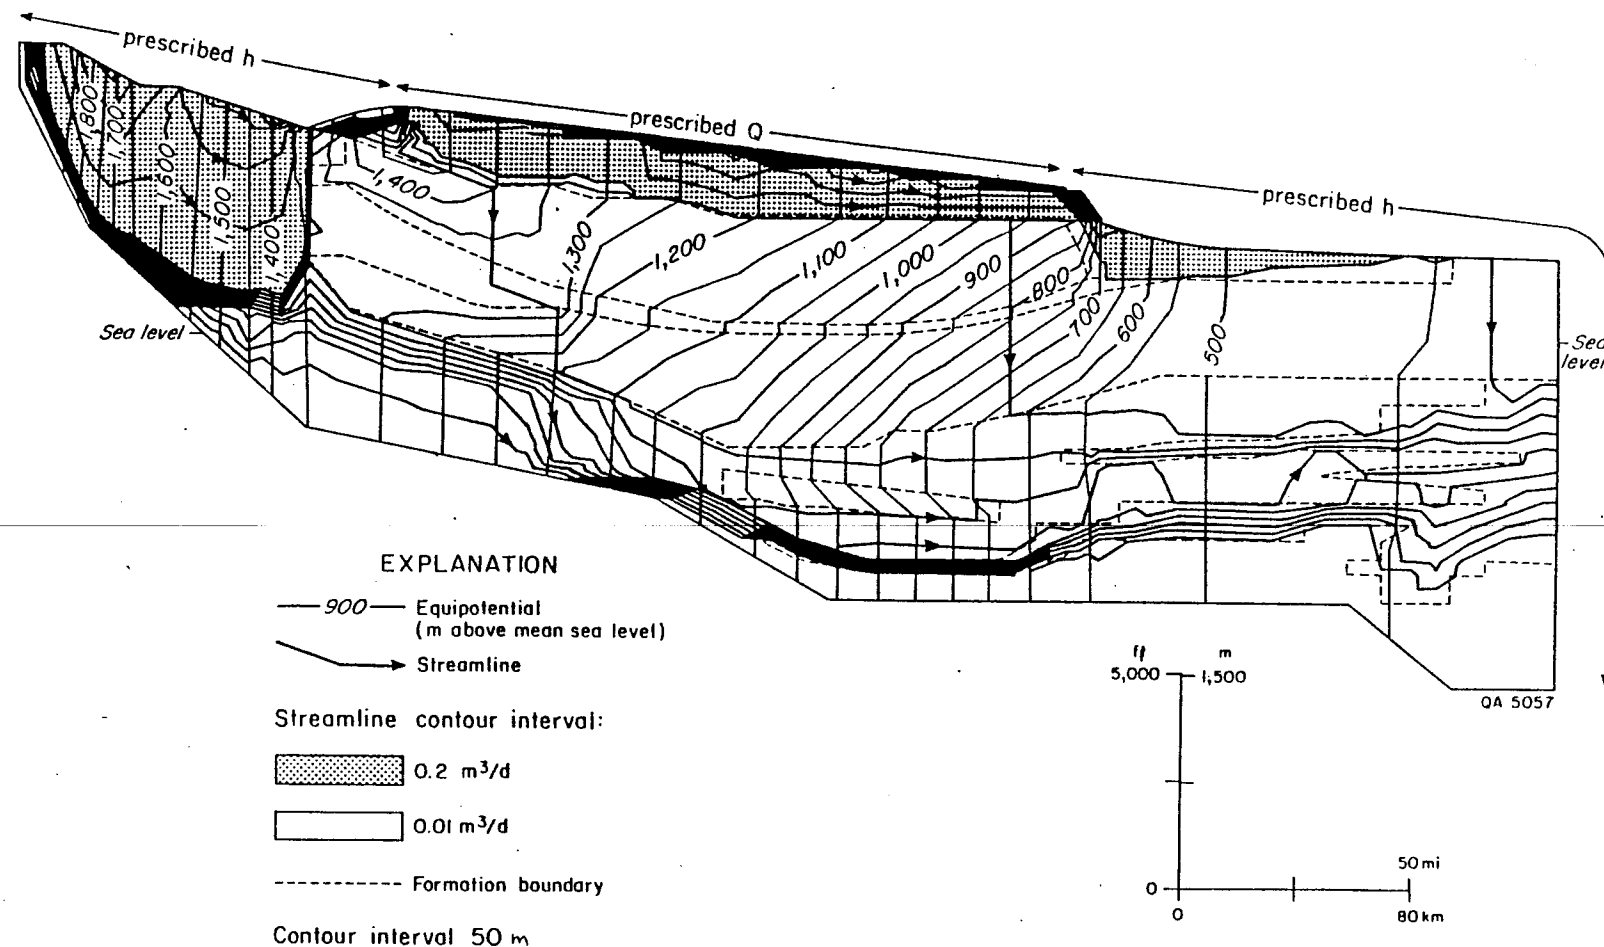 prescribed h
prescribed Q
prescribed h
1,800
1,700
1,500
1,500
1,400
1,400
1,300
1,200
1,100
1,000
900
800
700
600
500
Sea level
Sea
level
EXPLANATION
900 Equipotential
(m above mean sea level)
Streamline
Streamline contour interval:
0.2 m³/d
0.01 m³/d
Formation boundary
Contour interval 50 m
ft m
5,000 1,500
QA 5057
50 mi
0
0 80 km